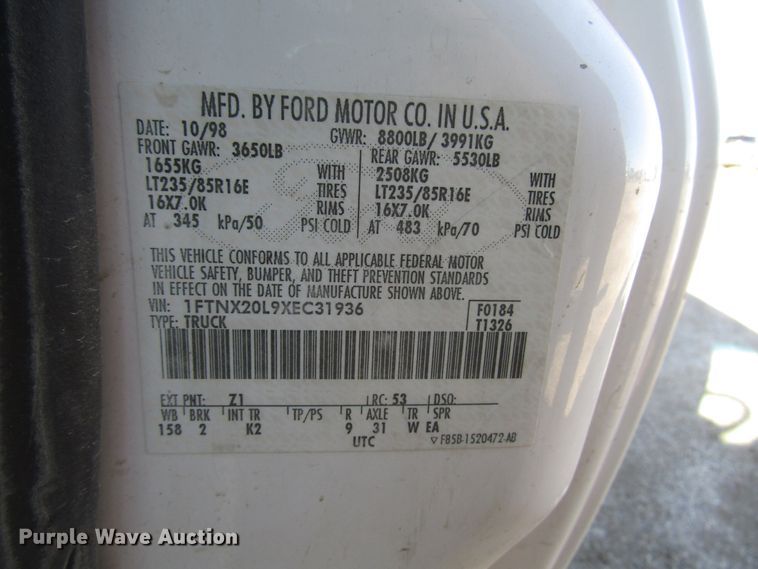 MFD. BY FORD MOTOR CO. IN U.S.A.
DATE: 10/98 GVWR: 8800LB/ 3991KG
FRONT GAWR: 3650LB REAR GAWR: 5530LB
1655KG WITH 2508KG WITH
LT235/85R16E TIRES LT235/85R16E TIRES
16X7.0K RIMS 16X7.0K RIMS
AT 345 kPa/50 PSI COLD AT 483 kPa/70 PSI COLD
THIS VEHICLE CONFORMS TO ALL APPLICABLE FEDERAL MOTOR
VEHICLE SAFETY, BUMPER, AND THEFT PREVENTION STANDARDS
IN EFFECT ON THE DATE OF MANUFACTURE SHOWN ABOVE.
VIN: 1FTNX20L9XEC31936 F0184
TYPE: TRUCK T1326
EXT PNT: Z1 RC: 53 DSO:
WB BRK INT TR TP/PS R AXLE TR SPR
158 2 K2 9 31 W EA
UTC F85B-1520472-AB
Purple Wave Auction